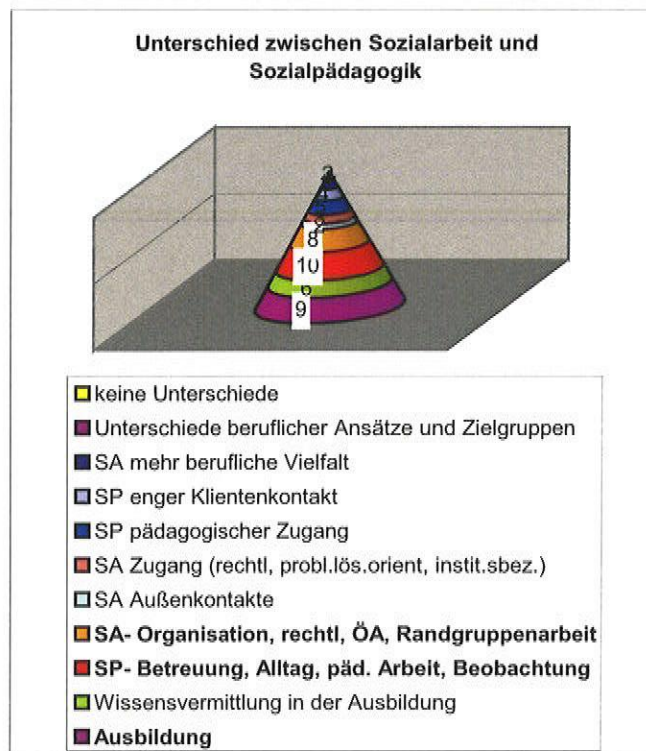 Unterschied zwischen Sozialarbeit und
Sozialpädagogik
8
10
6
9
keine Unterschiede
Unterschiede beruflicher Ansätze und Zielgruppen
SA mehr berufliche Vielfalt
SP enger Klientenkontakt
SP pädagogischer Zugang
SA Zugang (rechtl, probl.lös.orient, instit.sbez.)
SA Außenkontakte
SA- Organisation, rechtl, ÖA, Randgruppenarbeit
SP- Betreuung, Alltag, päd. Arbeit, Beobachtung
Wissensvermittlung in der Ausbildung
Ausbildung